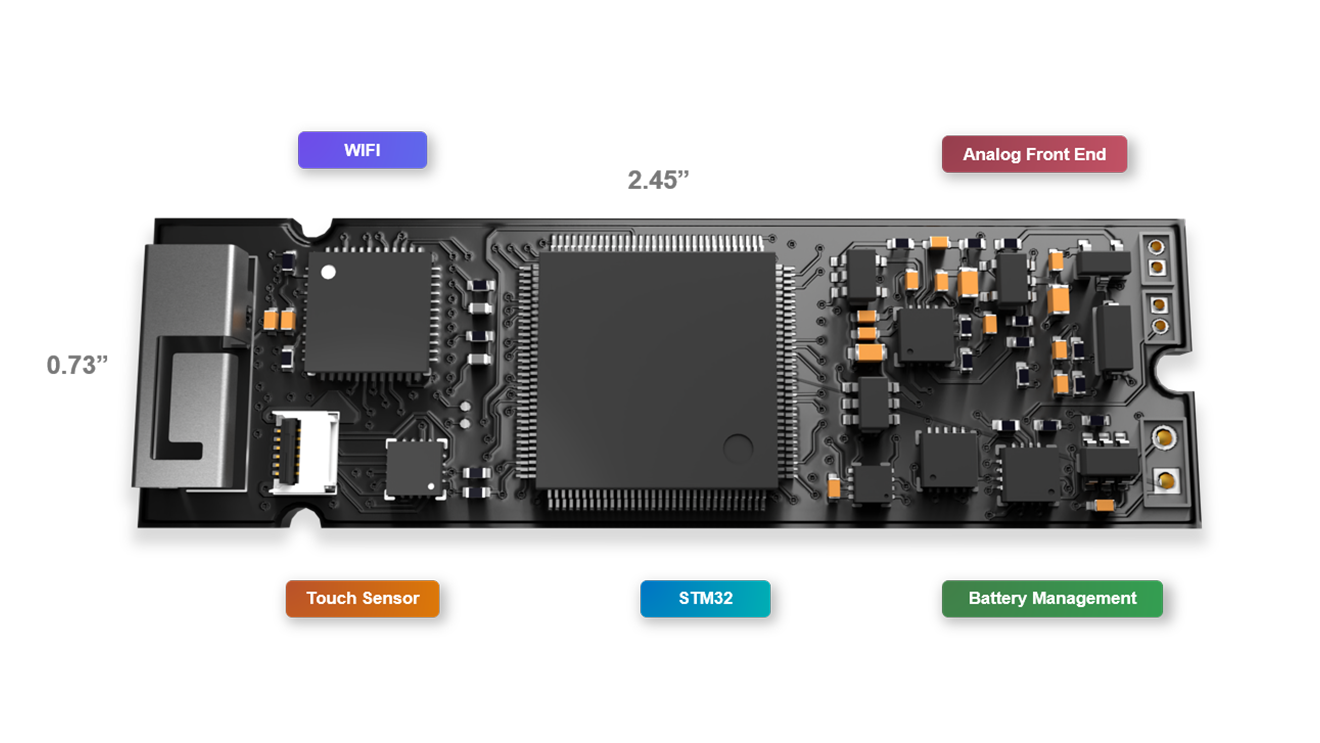 WIFI
Analog Front End
2.45”
0.73”
Touch Sensor
STM32
Battery Management